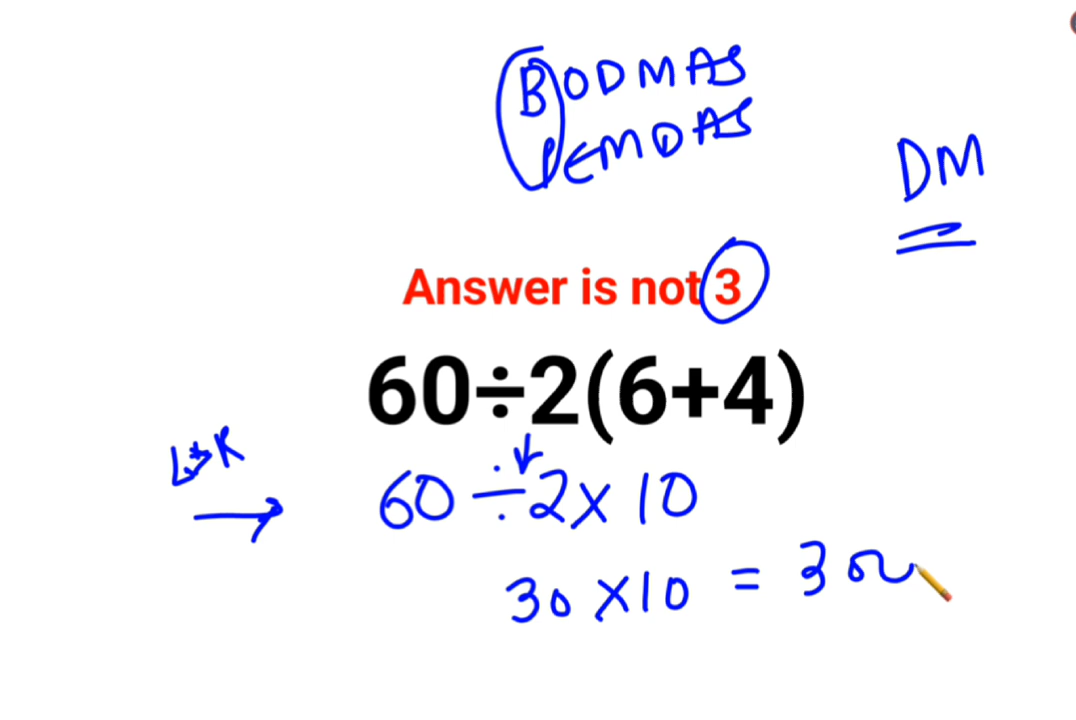 BODMAS
PEMDAS
DM
Answer is not 3
60÷2(6+4)
L→R
60÷2×10
30×10 = 300